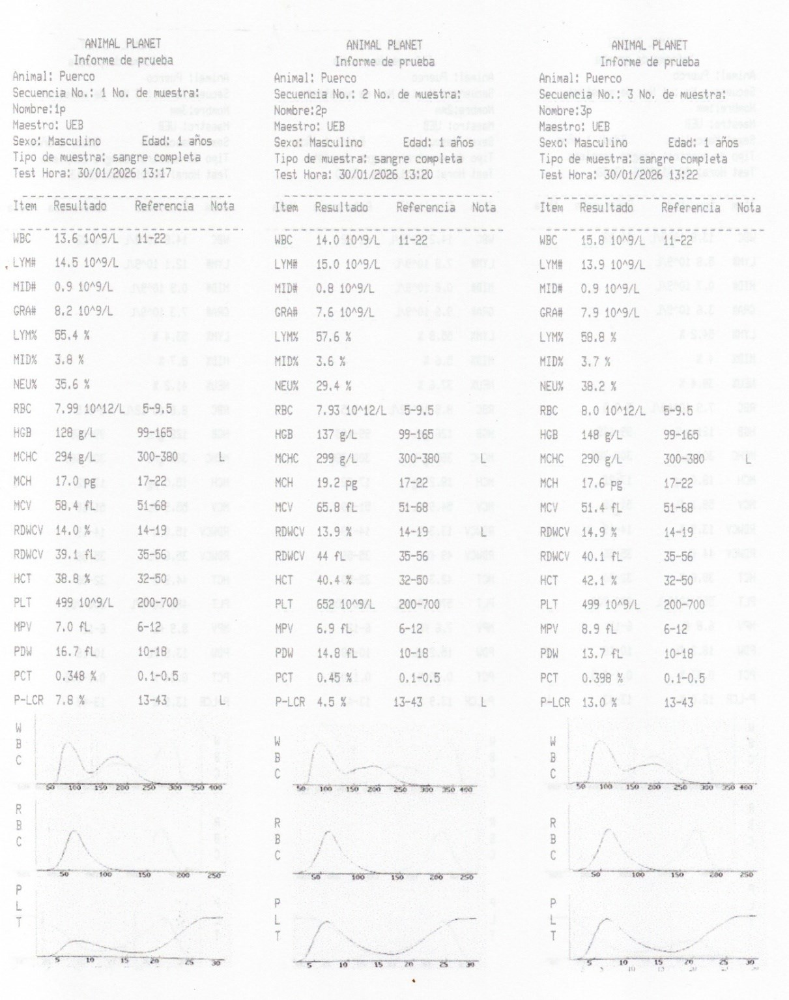 ANIMAL PLANET
Informe de prueba
Animal: Puerco
Secuencia No.: 1 No. de muestra:
Nombre:1p
Maestro: UEB
Sexo: Masculino Edad: 1 años
Tipo de muestra: sangre completa
Test Hora: 30/01/2026 13:17
Item Resultado Referencia Nota
WBC 13.6 10^9/L 11-22
LYM# 14.5 10^9/L
MID# 0.9 10^9/L
GRA# 8.2 10^9/L
LYM% 55.4 %
MID% 3.8 %
NEU% 35.6 %
RBC 7.99 10^12/L 5-9.5
HGB 128 g/L 99-165
MCHC 294 g/L 300-380 L
MCH 17.0 pg 17-22
MCV 58.4 fL 51-68
RDWCV 14.0 % 14-19
RDWCV 39.1 fL 35-56
HCT 38.8 % 32-50
PLT 499 10^9/L 200-700
MPV 7.0 fL 6-12
PDW 16.7 fL 10-18
PCT 0.348 % 0.1-0.5
P-LCR 7.8 % 13-43 L
WBC
50 100 150 200 250 300 350 400
RBC
50 100 150 200 250
PLT
5 10 15 20 25 30
ANIMAL PLANET
Informe de prueba
Animal: Puerco
Secuencia No.: 2 No. de muestra:
Nombre:2p
Maestro: UEB
Sexo: Masculino Edad: 1 años
Tipo de muestra: sangre completa
Test Hora: 30/01/2026 13:20
Item Resultado Referencia Nota
WBC 14.0 10^9/L 11-22
LYM# 15.0 10^9/L
MID# 0.8 10^9/L
GRA# 7.6 10^9/L
LYM% 57.6 %
MID% 3.6 %
NEU% 29.4 %
RBC 7.93 10^12/L 5-9.5
HGB 137 g/L 99-165
MCHC 299 g/L 300-380 L
MCH 19.2 pg 17-22
MCV 65.8 fL 51-68
RDWCV 13.9 % 14-19 L
RDWCV 44 fL 35-56
HCT 40.4 % 32-50
PLT 652 10^9/L 200-700
MPV 6.9 fL 6-12
PDW 14.8 fL 10-18
PCT 0.45 % 0.1-0.5
P-LCR 4.5 % 13-43 L
WBC
50 100 150 200 250 300 350 400
RBC
50 100 150 200 250
PLT
5 10 15 20 25 30
ANIMAL PLANET
Informe de prueba
Animal: Puerco
Secuencia No.: 3 No. de muestra:
Nombre:3p
Maestro: UEB
Sexo: Masculino Edad: 1 años
Tipo de muestra: sangre completa
Test Hora: 30/01/2026 13:22
Item Resultado Referencia Nota
WBC 15.8 10^9/L 11-22
LYM# 13.9 10^9/L
MID# 0.9 10^9/L
GRA# 7.9 10^9/L
LYM% 58.8 %
MID% 3.7 %
NEU% 38.2 %
RBC 8.0 10^12/L 5-9.5
HGB 148 g/L 99-165
MCHC 290 g/L 300-380 L
MCH 17.6 pg 17-22
MCV 51.4 fL 51-68
RDWCV 14.9 % 14-19
RDWCV 40.1 fL 35-56
HCT 42.1 % 32-50
PLT 499 10^9/L 200-700
MPV 8.9 fL 6-12
PDW 13.7 fL 10-18
PCT 0.398 % 0.1-0.5
P-LCR 13.0 % 13-43
WBC
50 100 150 200 250 300 350 400
RBC
50 100 150 200 250
PLT
5 10 15 20 25 30